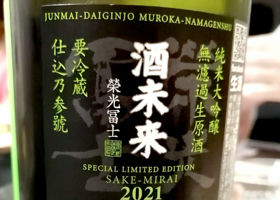 JUNMAI-DAIGINJO MUROKA-NAMAGENSHU
純米大吟醸
無濾過生原酒
酒未来
榮光冨士
要冷蔵
仕込乃参號
SPECIAL LIMITED EDITION
SAKE-MIRAI
2021